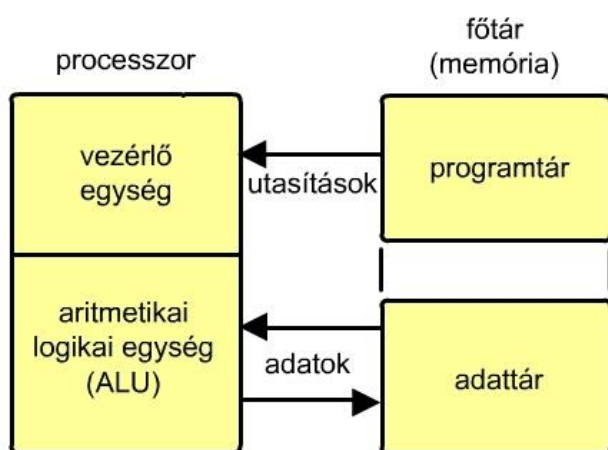 processzor
főtár
(memória)
vezérlő
egység
utasítások
programtár
aritmetikai
logikai egység
(ALU)
adatok
adattár